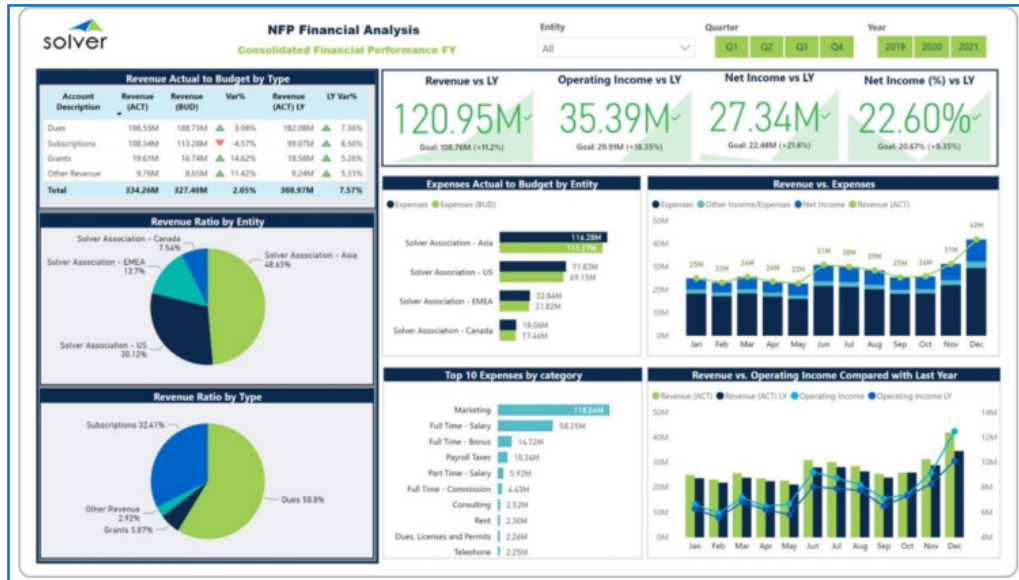 solver
NFP Financial Analysis
Consolidated Financial Performance FY
Entity
All
Quarter
Q1 Q2 Q3 Q4
Year
2019 2020 2021
Revenue Actual to Budget by Type
Account Description Revenue (ACT) Revenue (BUD) Var% Revenue (ACT) LY LY Var%
Dues 196.55M 188.73M 3.98% 182.08M 7.36%
Subscriptions 108.34M 113.28M -4.57% 99.07M 8.56%
Grants 19.61M 16.74M 14.62% 18.58M 5.26%
Other Revenue 9.76M 8.65M 11.42% 9.24M 5.31%
Total 334.26M 327.40M 2.05% 308.97M 7.57%
Revenue vs LY
120.95M
Goal: 108.76M (+11.2%)
Operating Income vs LY
35.39M
Goal: 29.91M (+18.35%)
Net Income vs LY
27.34M
Goal: 22.48M (+21.6%)
Net Income (%) vs LY
22.60%
Goal: 20.67% (+9.35%)
Revenue Ratio by Entity
Solver Association - Canada
7.54%
Solver Association - EMEA
13.7%
Solver Association - Asia
48.63%
Solver Association - US
30.12%
Expenses Actual to Budget by Entity
Expenses Expenses (BUD)
Solver Association - Asia 116.28M
111.27M
Solver Association - US 71.83M
69.15M
Solver Association - EMEA 32.84M
31.82M
Solver Association - Canada 18.06M
17.46M
Revenue vs. Expenses
Expenses Other Income/Expenses Net Income Revenue (ACT)
50M
40M
30M
20M
10M
0M
25M 23M 26M 24M 23M 31M 30M 29M 25M 26M 31M 42M
Jan Feb Mar Apr May Jun Jul Aug Sep Oct Nov Dec
Revenue Ratio by Type
Subscriptions 32.41%
Other Revenue
2.92%
Grants 5.87%
Dues 58.8%
Top 10 Expenses by category
Marketing 118.04M
Full Time - Salary 58.25M
Full Time - Bonus 14.72M
Payroll Taxes 10.34M
Part Time - Salary 5.92M
Full Time - Commission 4.43M
Consulting 2.52M
Rent 2.30M
Dues, Licenses and Permits 2.26M
Telephone 2.25M
Revenue vs. Operating Income Compared with Last Year
Revenue (ACT) Revenue (ACT) LY Operating Income Operating Income LY
50M
40M
30M
20M
10M
0M
14M
12M
10M
8M
6M
4M
Jan Feb Mar Apr May Jun Jul Aug Sep Oct Nov Dec